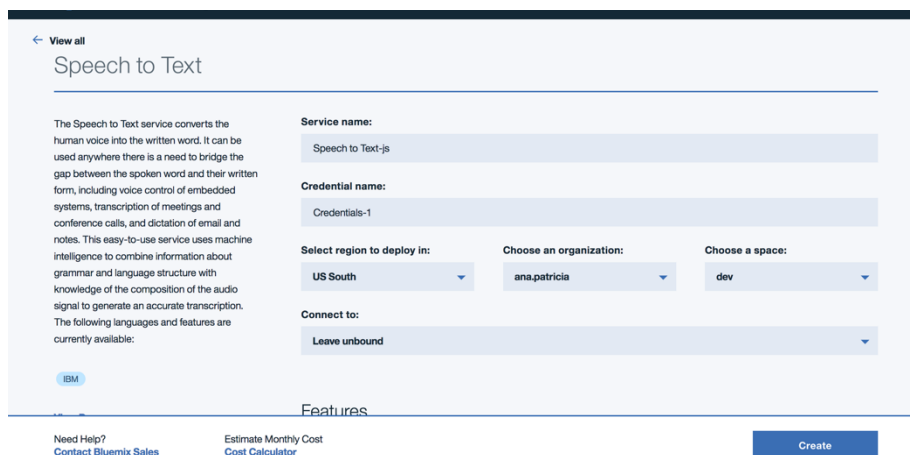 ← View all
Speech to Text
The Speech to Text service converts the
human voice into the written word. It can be
used anywhere there is a need to bridge the
gap between the spoken word and their written
form, including voice control of embedded
systems, transcription of meetings and
conference calls, and dictation of email and
notes. This easy-to-use service uses machine
intelligence to combine information about
grammar and language structure with
knowledge of the composition of the audio
signal to generate an accurate transcription.
The following languages and features are
currently available:
IBM
Service name:
Speech to Text-js
Credential name:
Credentials-1
Select region to deploy in:
US South
Choose an organization:
ana.patricia
Choose a space:
dev
Connect to:
Leave unbound
Features
Need Help?
Contact Bluemix Sales
Estimate Monthly Cost
Cost Calculator
Create